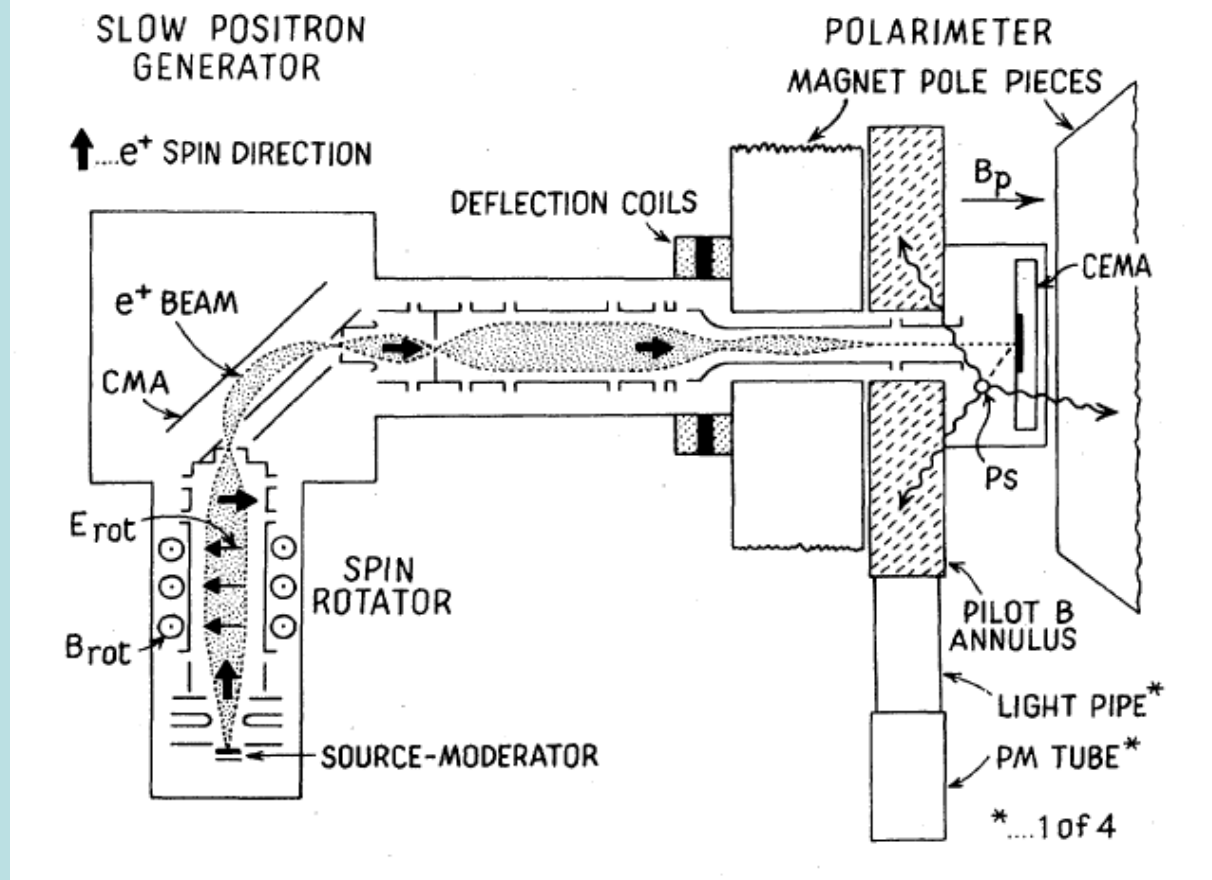 SLOW POSITRON
GENERATOR
POLARIMETER
MAGNET POLE PIECES
....e+ SPIN DIRECTION
Bp
DEFLECTION COILS
CEMA
e+ BEAM
CMA
Ps
Erot
SPIN
ROTATOR
Brot
PILOT B
ANNULUS
LIGHT PIPE*
SOURCE-MODERATOR
PM TUBE*
*....1 of 4